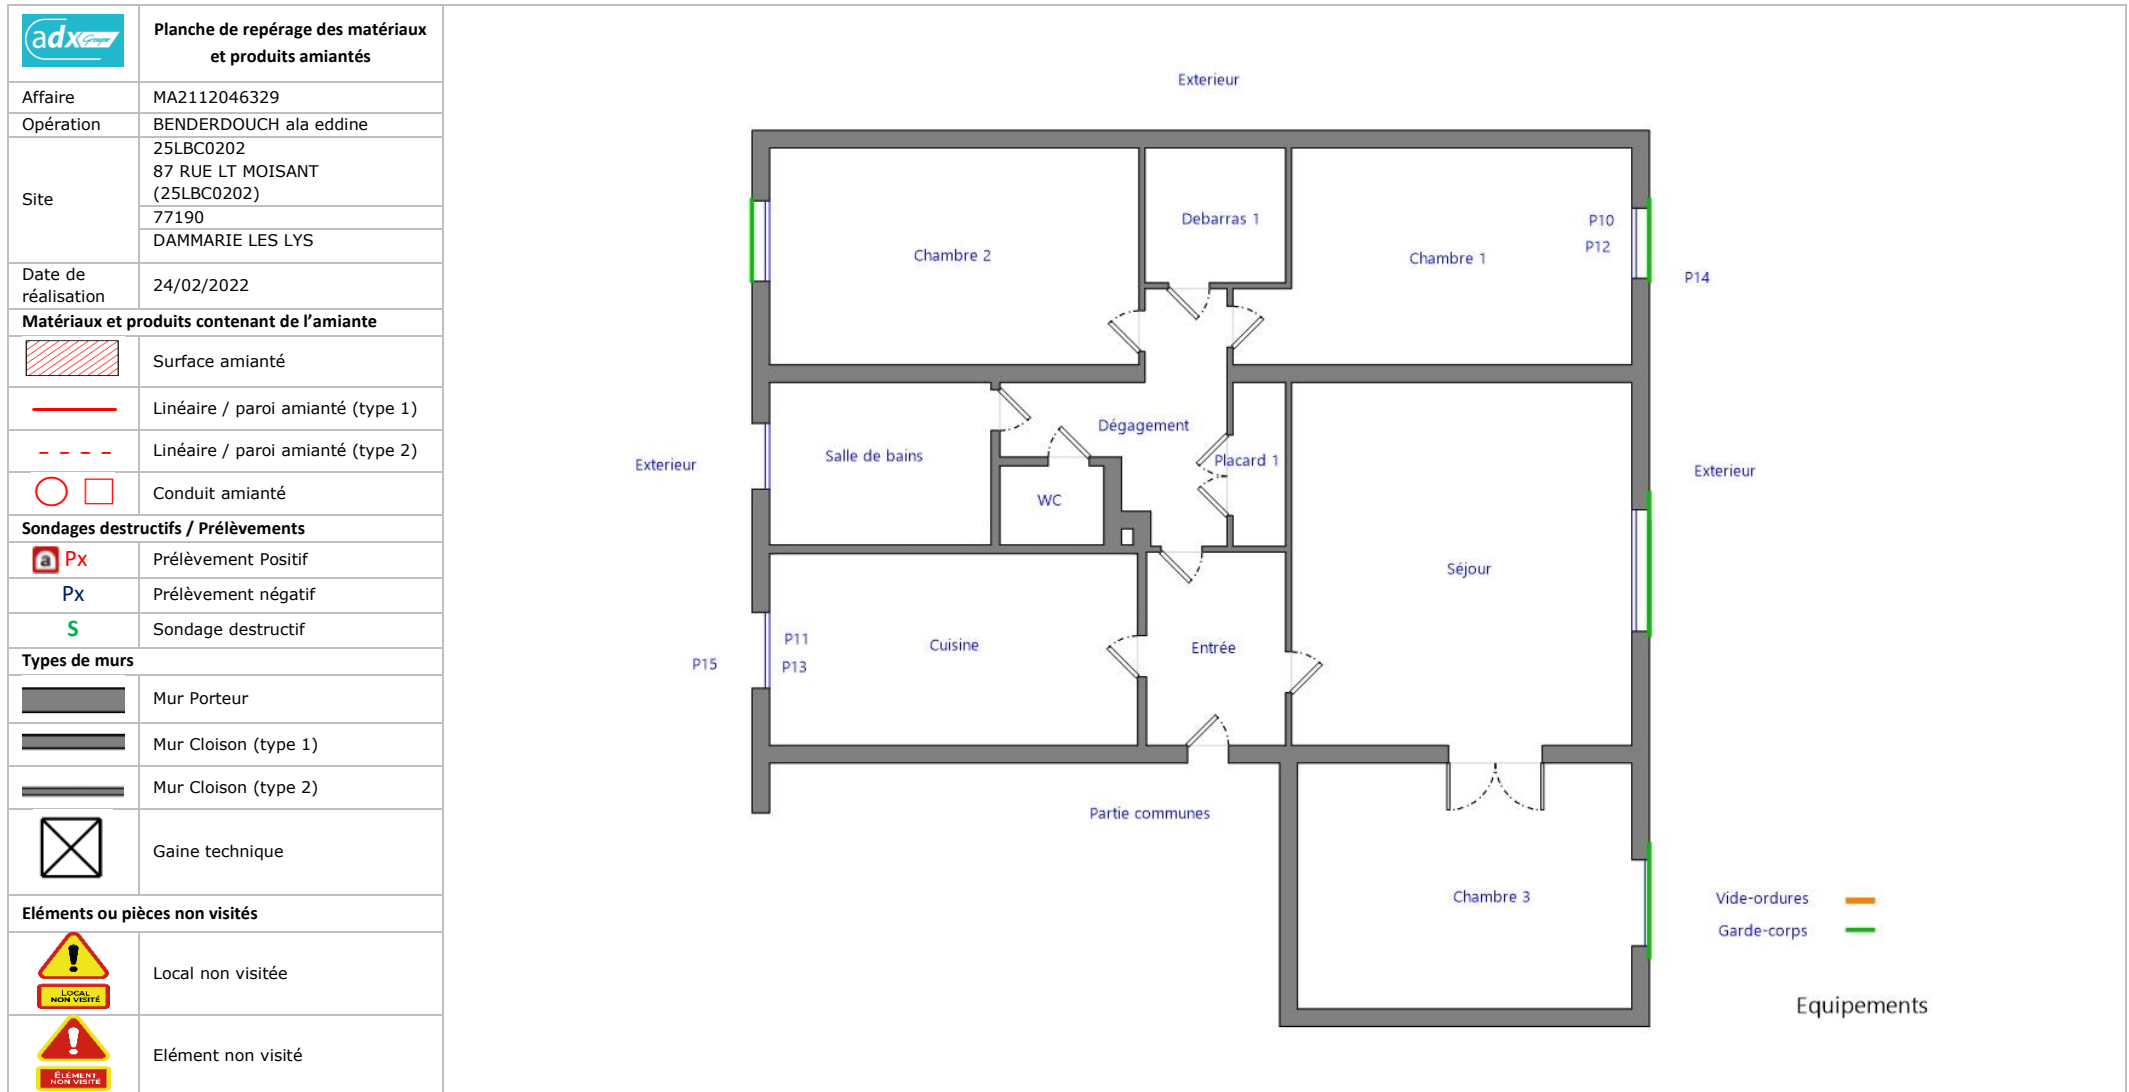 adx Groupe
Planche de repérage des matériaux
et produits amiantés
Affaire
MA2112046329
Opération
BENDERDOUCH ala eddine
Site
25LBC0202
87 RUE LT MOISANT
(25LBC0202)
77190
DAMMARIE LES LYS
Date de
réalisation
24/02/2022
Matériaux et produits contenant de l’amiante
Surface amianté
Linéaire / paroi amianté (type 1)
Linéaire / paroi amianté (type 2)
Conduit amianté
Sondages destructifs / Prélèvements
a Px
Prélèvement Positif
Px
Prélèvement négatif
S
Sondage destructif
Types de murs
Mur Porteur
Mur Cloison (type 1)
Mur Cloison (type 2)
Gaine technique
Eléments ou pièces non visités
LOCAL
NON VISITÉ
Local non visitée
ÉLÉMENT
NON VISITÉ
Elément non visité
Exterieur
Debarras 1
P10
Chambre 2
Chambre 1
P12
P14
Dégagement
Exterieur
Salle de bains
Placard 1
Exterieur
WC
Séjour
P11
Cuisine
Entrée
P15
P13
Partie communes
Chambre 3
Vide-ordures
Garde-corps
Equipements